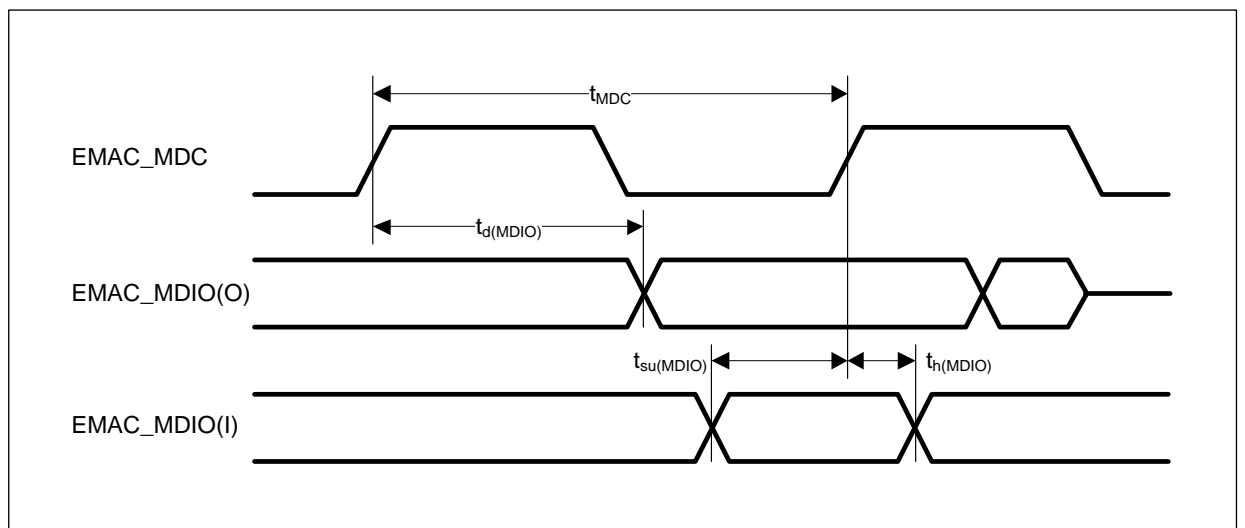 tMDC
EMAC_MDC
td(MDIO)
EMAC_MDIO(O)
tsu(MDIO) th(MDIO)
EMAC_MDIO(I)